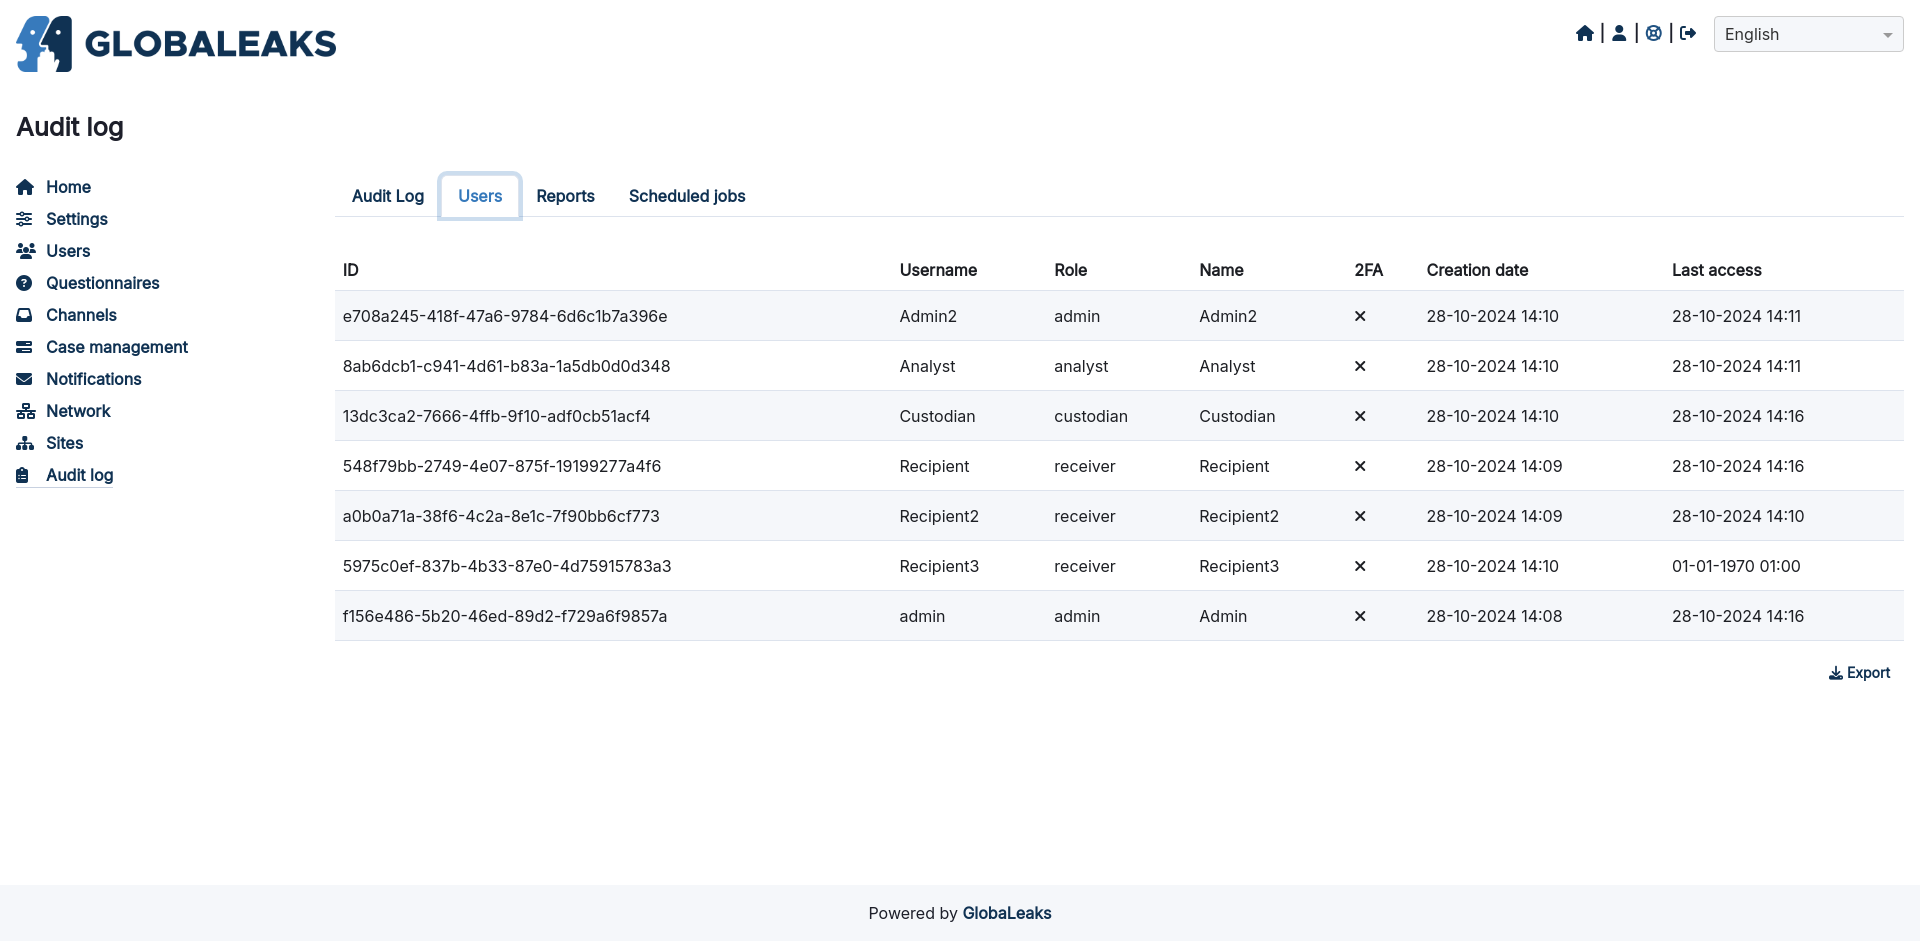 GLOBALEAKS
English
Audit log
Home
Settings
Users
Questionnaires
Channels
Case management
Notifications
Network
Sites
Audit log
Audit Log Users Reports Scheduled jobs
ID Username Role Name 2FA Creation date Last access
e708a245-418f-47a6-9784-6d6c1b7a396e Admin2 admin Admin2 28-10-2024 14:10 28-10-2024 14:11
8ab6dcb1-c941-4d61-b83a-1a5db0d0d348 Analyst analyst Analyst 28-10-2024 14:10 28-10-2024 14:11
13dc3ca2-7666-4ffb-9f10-adf0cb51acf4 Custodian custodian Custodian 28-10-2024 14:10 28-10-2024 14:16
548f79bb-2749-4e07-875f-19199277a4f6 Recipient receiver Recipient 28-10-2024 14:09 28-10-2024 14:16
a0b0a71a-38f6-4c2a-8e1c-7f90bb6cf773 Recipient2 receiver Recipient2 28-10-2024 14:09 28-10-2024 14:10
5975c0ef-837b-4b33-87e0-4d75915783a3 Recipient3 receiver Recipient3 28-10-2024 14:10 01-01-1970 01:00
f156e486-5b20-46ed-89d2-f729a6f9857a admin admin Admin 28-10-2024 14:08 28-10-2024 14:16
Export
Powered by GlobaLeaks